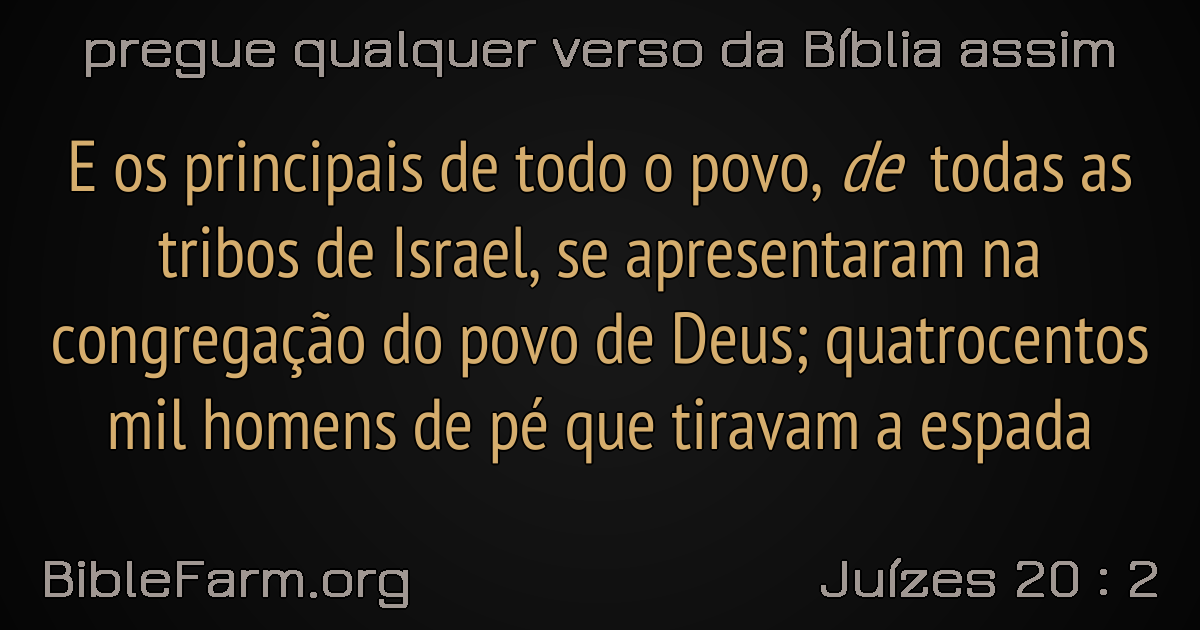 pregue qualquer verso da Bíblia assim
E os principais de todo o povo, de todas as
tribos de Israel, se apresentaram na
congregação do povo de Deus; quatrocentos
mil homens de pé que tiravam a espada
BibleFarm.org
Juízes 20 : 2